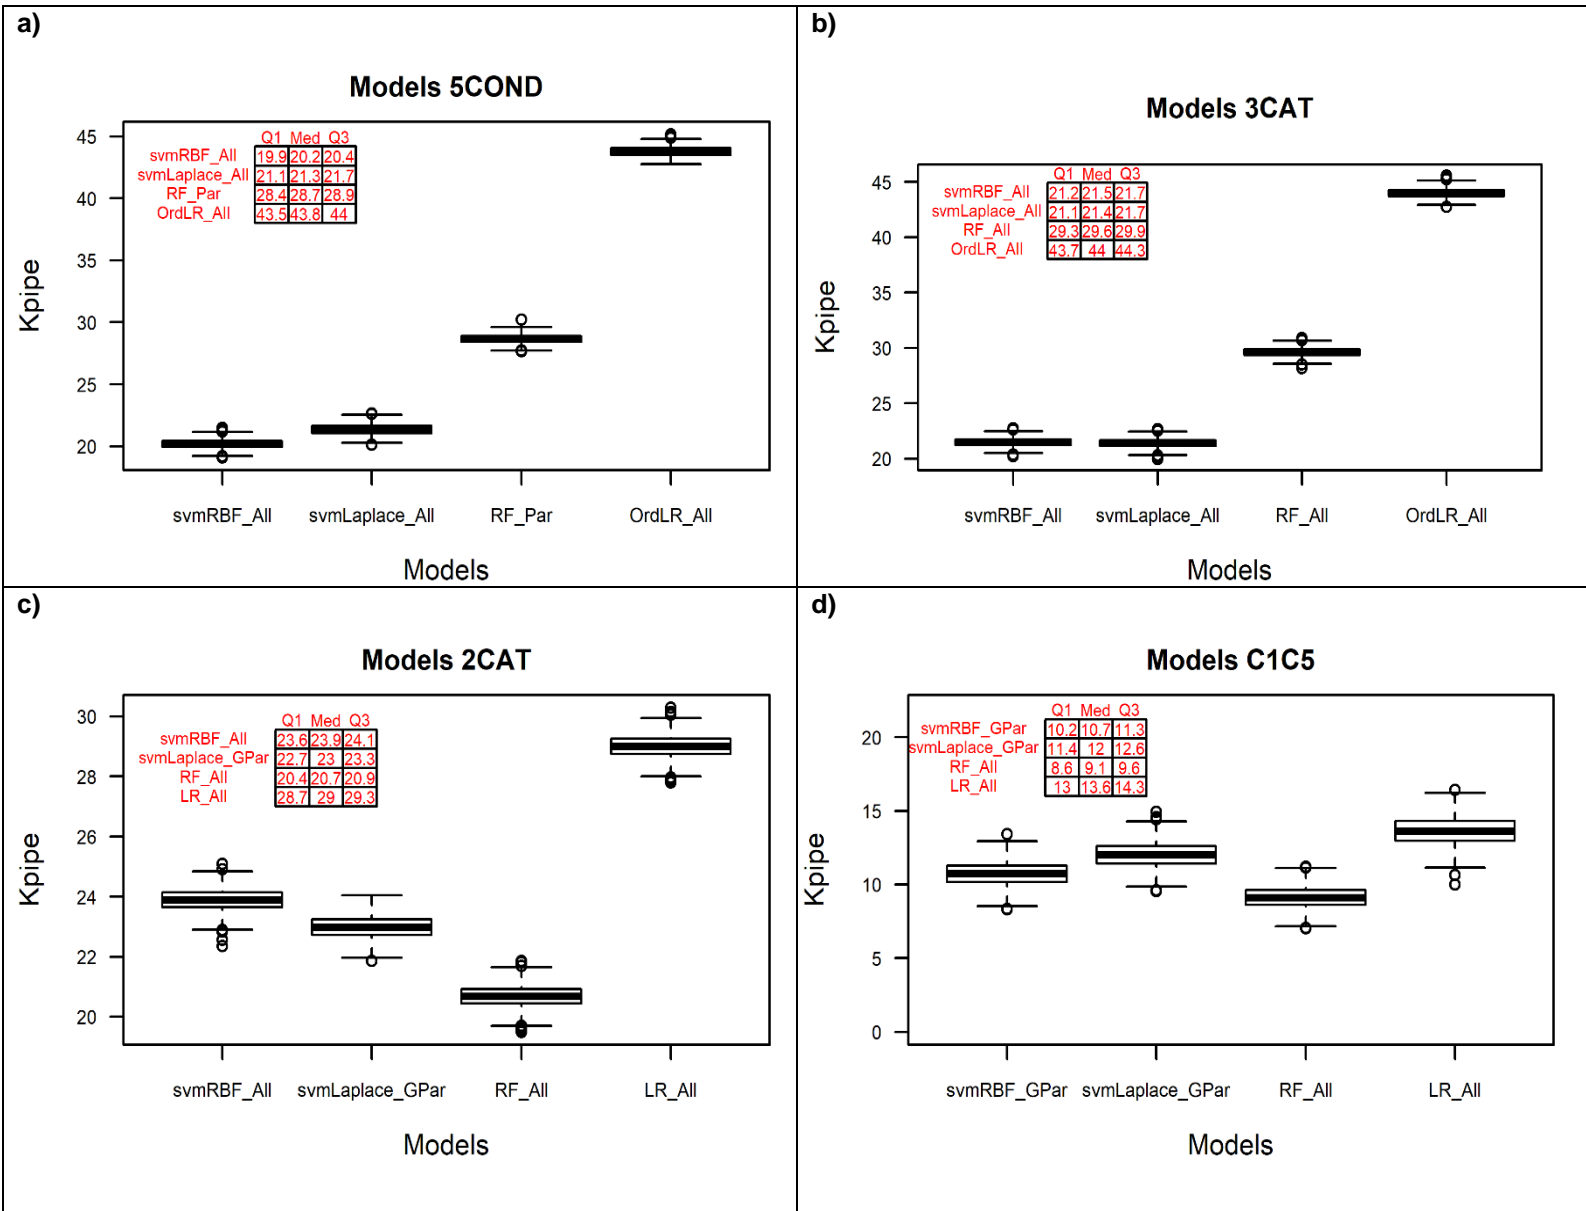 a)
Models 5COND
Q1 Med Q3
svmRBF_All 19.9 20.2 20.4
svmLaplace_All 21.1 21.3 21.7
RF_Par 28.4 28.7 28.9
OrdLR_All 43.5 43.8 44
45
40
35
30
25
20
Kpipe
svmRBF_All svmLaplace_All RF_Par OrdLR_All
Models
b)
Models 3CAT
Q1 Med Q3
svmRBF_All 21.2 21.5 21.7
svmLaplace_All 21.1 21.4 21.7
RF_All 29.3 29.6 29.9
OrdLR_All 43.7 44 44.3
45
40
35
30
25
20
Kpipe
svmRBF_All svmLaplace_All RF_All OrdLR_All
Models
c)
Models 2CAT
Q1 Med Q3
svmRBF_All 23.6 23.9 24.1
svmLaplace_GPar 22.7 23 23.3
RF_All 20.4 20.7 20.9
LR_All 28.7 29 29.3
30
28
26
24
22
20
Kpipe
svmRBF_All svmLaplace_GPar RF_All LR_All
Models
d)
Models C1C5
Q1 Med Q3
svmRBF_GPar 10.2 10.7 11.3
svmLaplace_GPar 11.4 12 12.6
RF_All 8.6 9.1 9.6
LR_All 13 13.6 14.3
20
15
10
5
0
Kpipe
svmRBF_GPar svmLaplace_GPar RF_All LR_All
Models